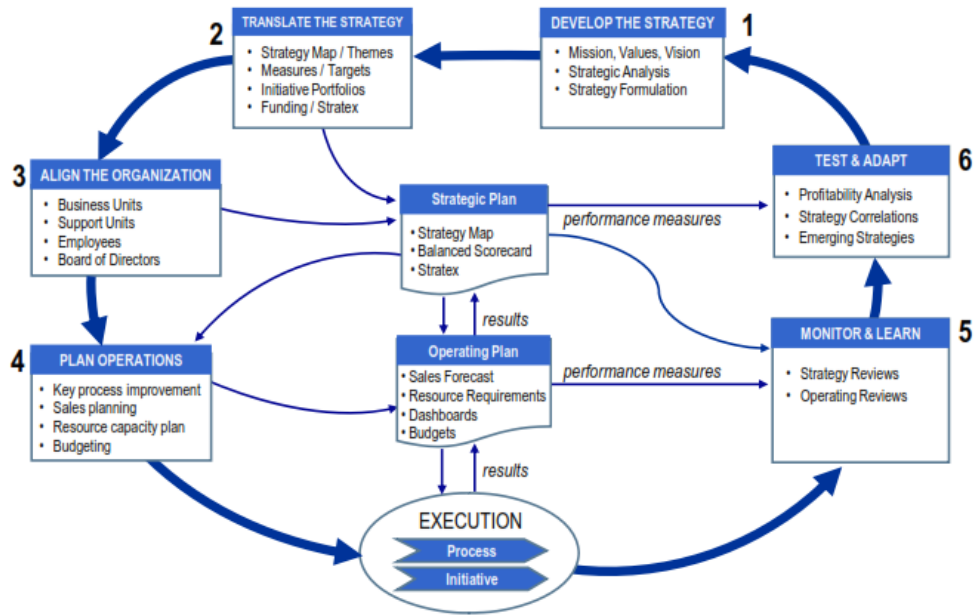 1
DEVELOP THE STRATEGY
• Mission, Values, Vision
• Strategic Analysis
• Strategy Formulation
2
TRANSLATE THE STRATEGY
• Strategy Map / Themes
• Measures / Targets
• Initiative Portfolios
• Funding / Stratex
3
ALIGN THE ORGANIZATION
• Business Units
• Support Units
• Employees
• Board of Directors
Strategic Plan
• Strategy Map
• Balanced Scorecard
• Stratex
performance measures
6
TEST & ADAPT
• Profitability Analysis
• Strategy Correlations
• Emerging Strategies
results
4
PLAN OPERATIONS
• Key process improvement
• Sales planning
• Resource capacity plan
• Budgeting
Operating Plan
• Sales Forecast
• Resource Requirements
• Dashboards
• Budgets
performance measures
5
MONITOR & LEARN
• Strategy Reviews
• Operating Reviews
results
EXECUTION
Process
Initiative